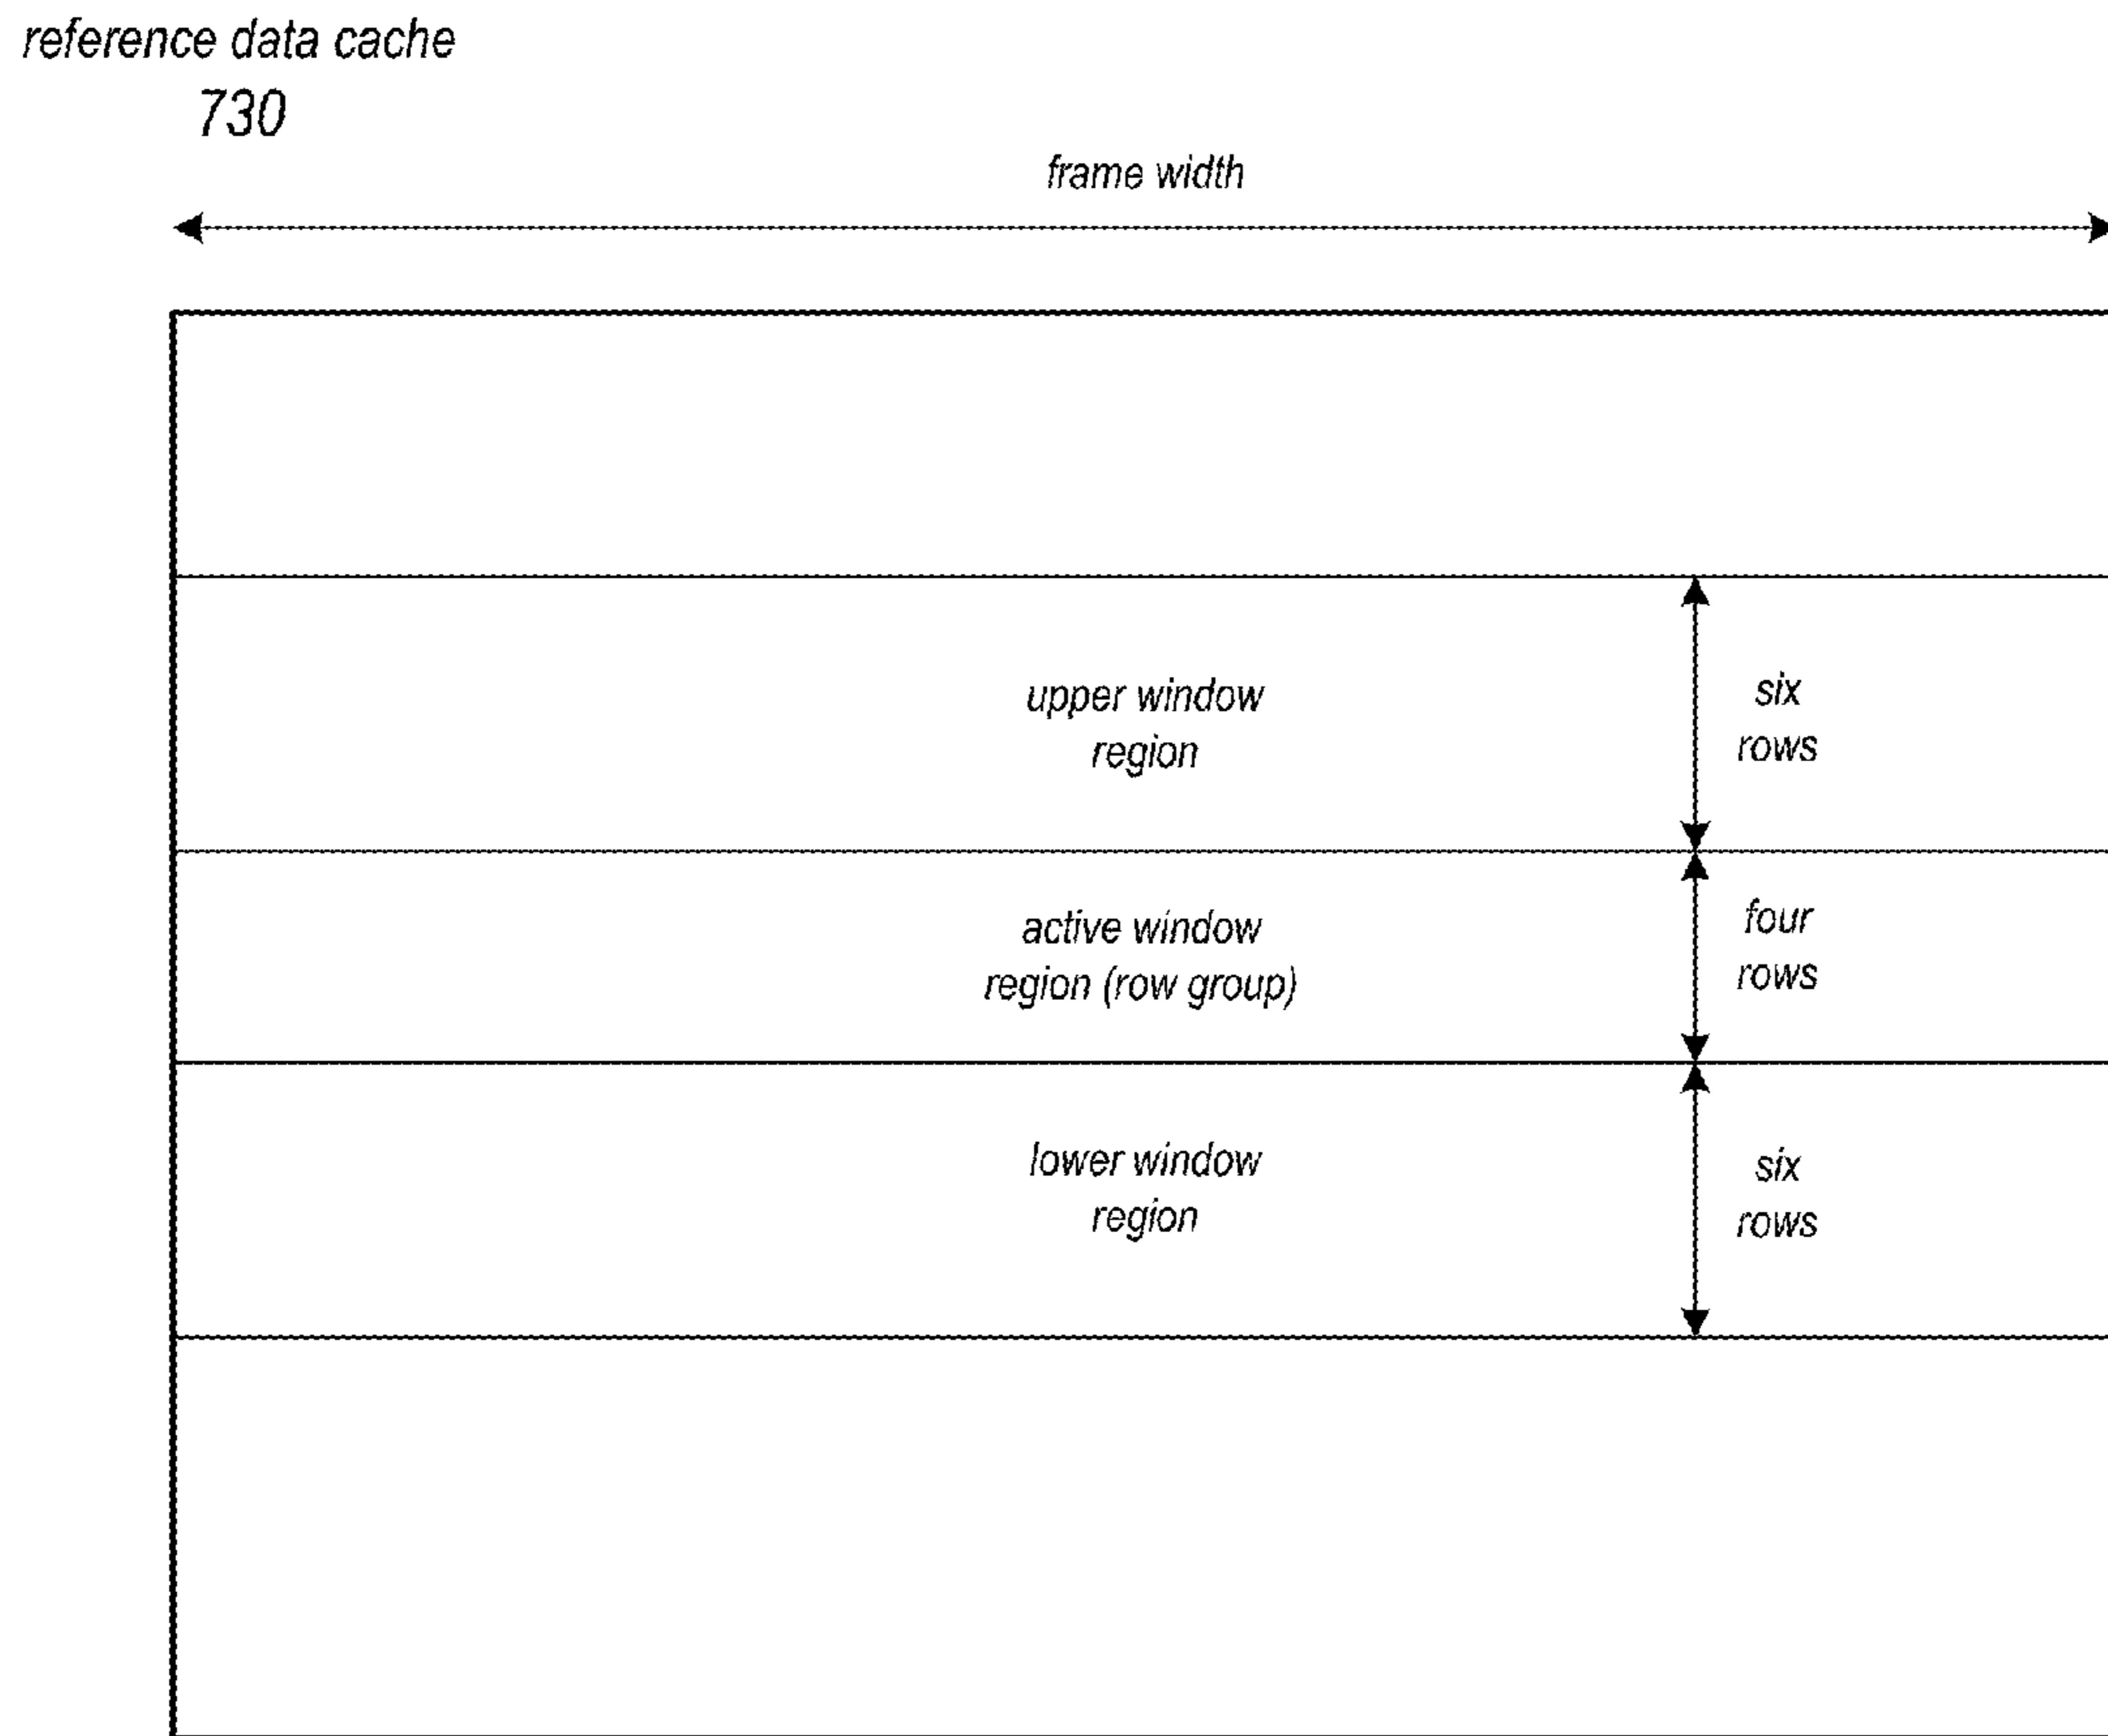 reference data cache
730
frame width
upper window
region
six
rows
active window
region (row group)
four
rows
lower window
region
six
rows